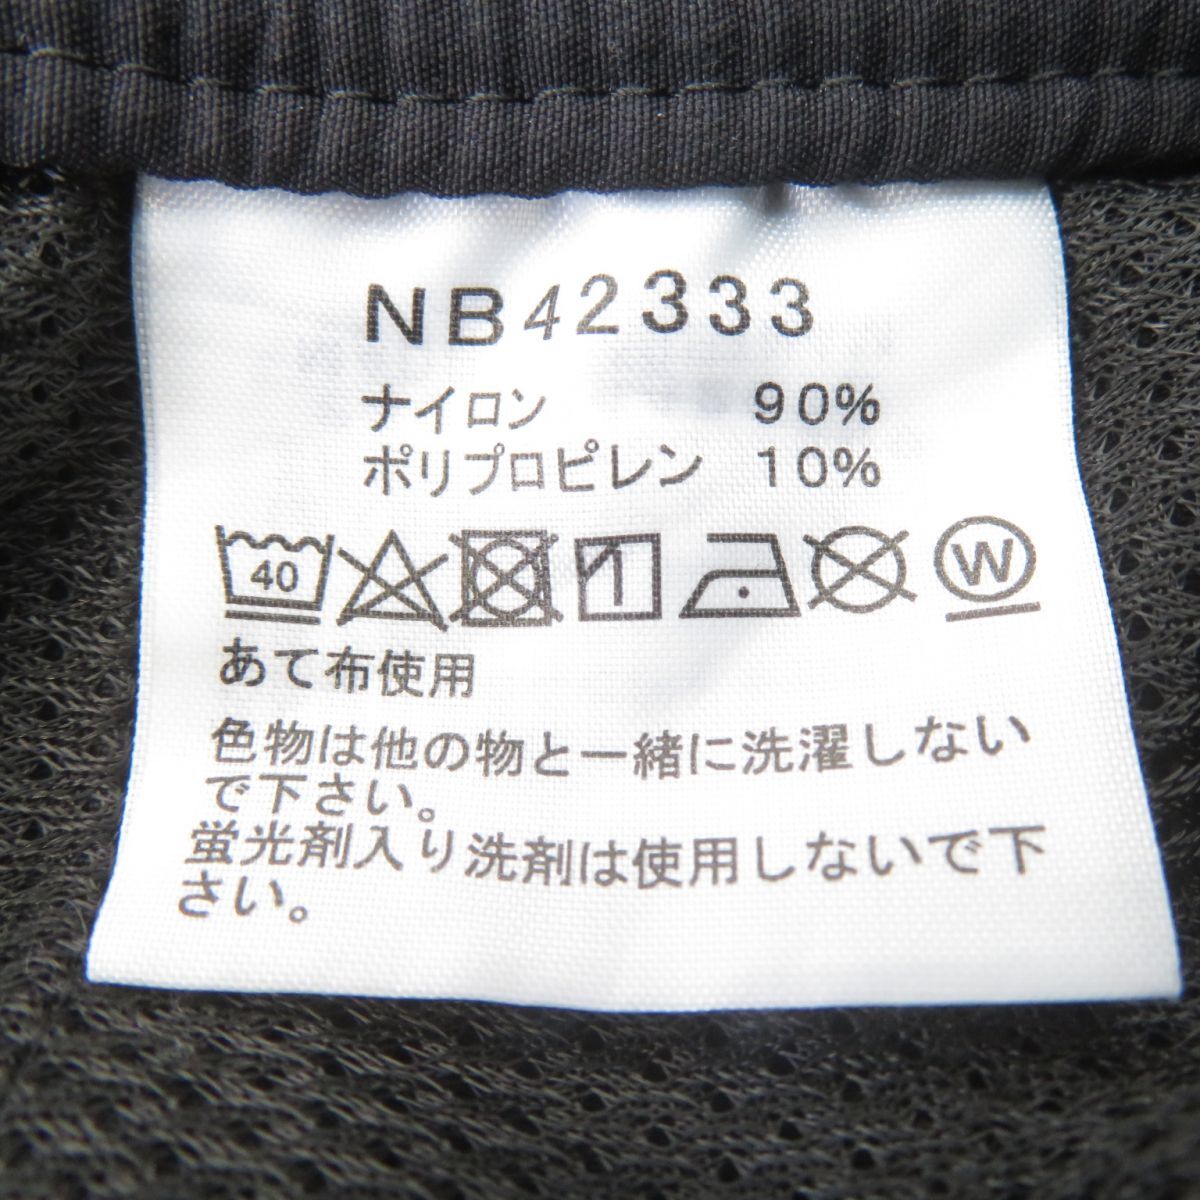 NB42333
ナイロン 90%
ポリプロピレン 10%
40 W
あて布使用
色物は他の物と一緒に洗濯しない
で下さい。
蛍光剤入り洗剤は使用しないで下
さい。